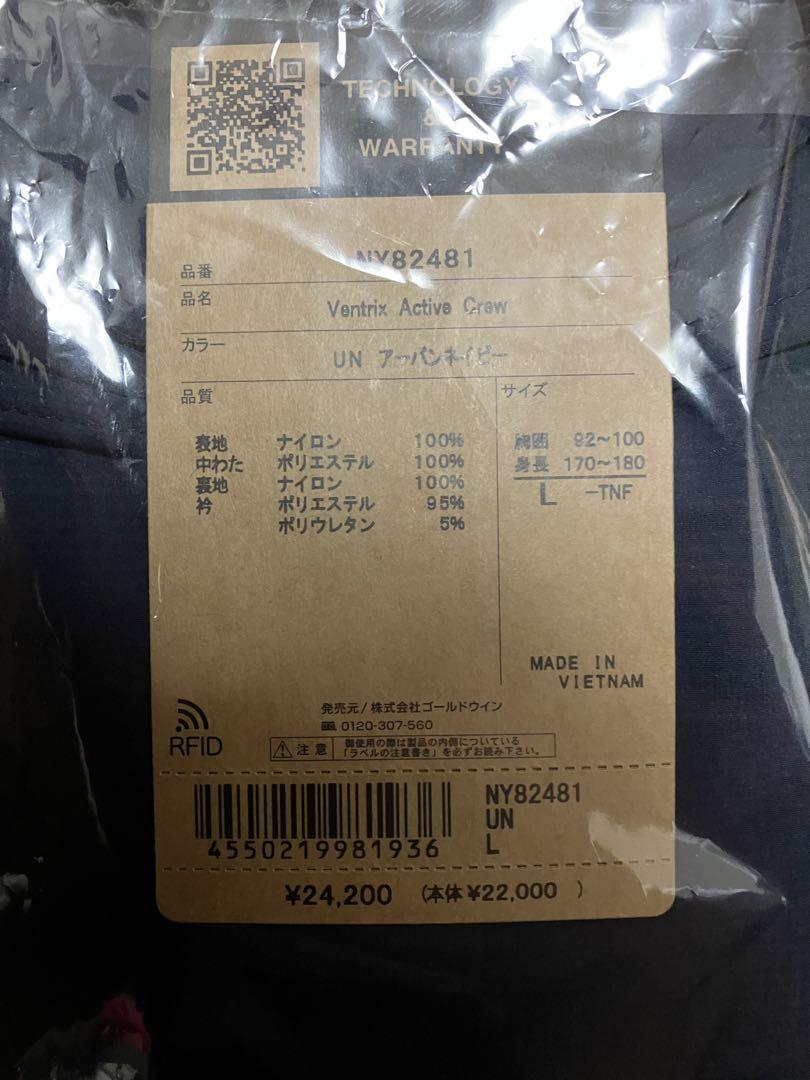 TECHNOLOGY
&
WARRANTY
品番 NY82481
品名 Ventrix Active Crew
カラー UN アーバンネイビー
品質
表地 ナイロン 100%
中わた ポリエステル 100%
裏地 ナイロン 100%
衿 ポリエステル 95%
ポリウレタン 5%
サイズ
胸囲 92~100
身長 170~180
L -TNF
MADE IN
VIETNAM
発売元/株式会社ゴールドウイン
0120-307-560
RFID
注意 御使用の際は製品の内側についている
「ラベルの注意書き」を必ずお読み下さい。
NY82481
UN
L
4550219981936
¥24,200 (本体¥22,000 )